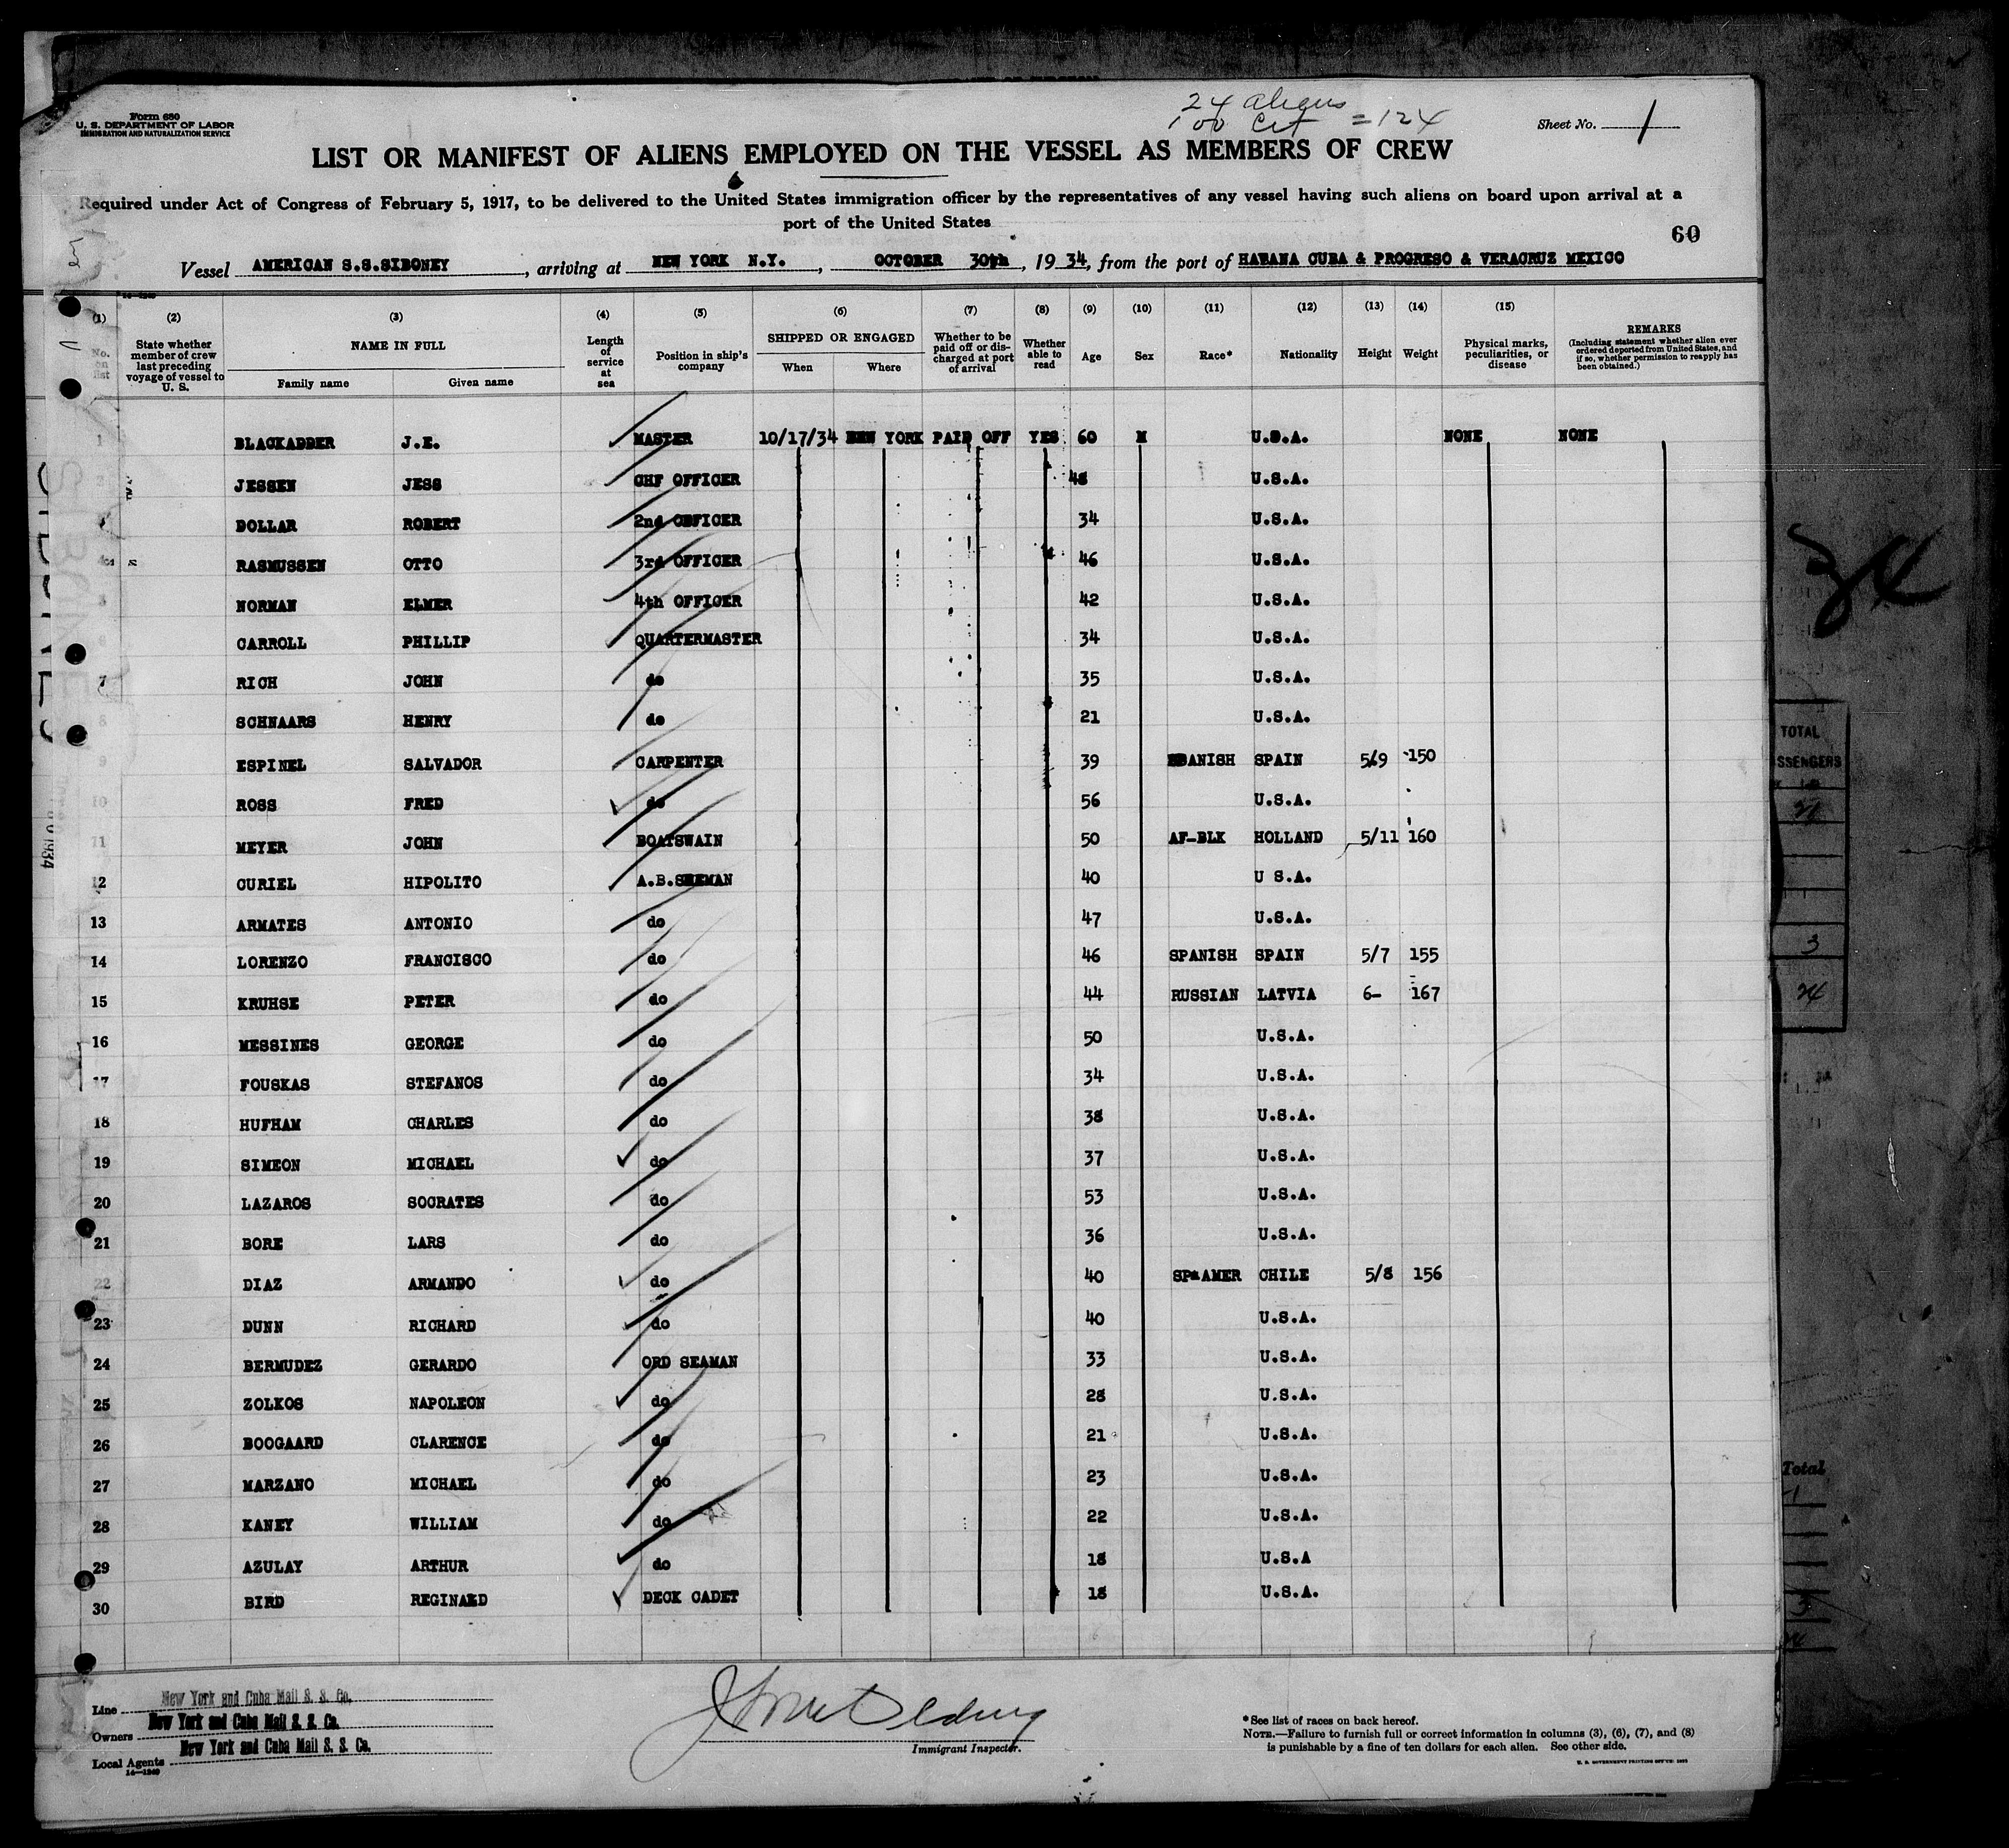 Form 680
U. S. DEPARTMENT OF LABOR
IMMIGRATION AND NATURALIZATION SERVICE
24 aliens
100 Cit = 124
Sheet No. 1
LIST OR MANIFEST OF ALIENS EMPLOYED ON THE VESSEL AS MEMBERS OF CREW
Required under Act of Congress of February 5, 1917, to be delivered to the United States immigration officer by the representatives of any vessel having such aliens on board upon arrival at a
port of the United States
60
Vessel AMERICAN S.S.SIBONEY, arriving at NEW YORK N.Y., OCTOBER 30th, 1934, from the port of HABANA CUBA & PROGRESO & VERACRUZ MEXICO
(1) (2) (3) (4) (5) (6) (7) (8) (9) (10) (11) (12) (13) (14) (15)
No. on list
State whether member of crew last preceding voyage of vessel to U. S.
NAME IN FULL
Family name Given name
Length of service at sea
Position in ship's company
SHIPPED OR ENGAGED
When Where
Whether to be paid off or discharged at port of arrival
Whether able to read
Age Sex Race* Nationality Height Weight
Physical marks, peculiarities, or disease
REMARKS
(Including statement whether alien ever ordered deported from United States, and if so, whether permission to reapply has been obtained.)
1 BLACKADDER J.E. MASTER 10/17/34 NEW YORK PAID OFF YES 60 M U.S.A. NONE NONE
2 JESSEN JESS CHF OFFICER 48 U.S.A.
DOLLAR ROBERT 2nd OFFICER 34 U.S.A.
4 RASMUSSEN OTTO 3rd OFFICER 46 U.S.A.
5 NORMAN ELMER 4th OFFICER 42 U.S.A.
6 CARROLL PHILLIP QUARTERMASTER 34 U.S.A.
7 RICH JOHN do 35 U.S.A.
8 SCHNAARS HENRY do 21 U.S.A.
9 ESPINEL SALVADOR CARPENTER 39 SPANISH SPAIN 5/9 150
10 ROSS FRED do 56 U.S.A.
11 MEYER JOHN BOATSWAIN 50 AF-BLK HOLLAND 5/11 160
12 CURIEL HIPOLITO A.B.SEEMAN 40 U S.A.
13 ARMATES ANTONIO do 47 U.S.A.
14 LORENZO FRANCISCO do 46 SPANISH SPAIN 5/7 155
15 KRUHSE PETER do 44 RUSSIAN LATVIA 6- 167
16 MESSINES GEORGE do 50 U.S.A.
17 FOUSKAS STEFANOS do 34 U.S.A.
18 HUFHAM CHARLES do 38 U.S.A.
19 SIMEON MICHAEL do 37 U.S.A.
20 LAZAROS SOCRATES do 53 U.S.A.
21 BORE LARS do 36 U.S.A.
22 DIAZ ARMANDO do 40 SP&AMER CHILE 5/8 156
23 DUNN RICHARD do 40 U.S.A.
24 BERMUDEZ GERARDO ORD SEAMAN 33 U.S.A.
25 ZOLKOS NAPOLEON do 28 U.S.A.
26 BOOGAARD CLARENCE do 21 U.S.A.
27 MARZANO MICHAEL do 23 U.S.A.
28 KANEY WILLIAM do 22 U.S.A.
29 AZULAY ARTHUR do 18 U.S.A
30 BIRD REGINALD DECK CADET 18 U.S.A.
Line New York and Cuba Mail S. S. Co.
Owners New York and Cuba Mail S. S. Co.
Local Agents New York and Cuba Mail S. S. Co.
14—1240
Immigrant Inspector.
*See list of races on back hereof.
NOTE.—Failure to furnish full or correct information in columns (3), (6), (7), and (8)
is punishable by a fine of ten dollars for each alien. See other side.
34
TOTAL
3
Total
1
3